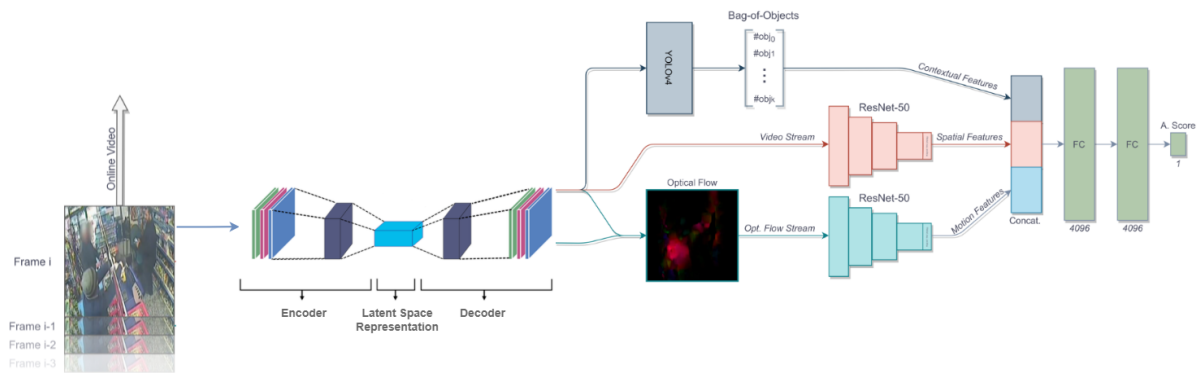 Online Video
Frame i
Frame i-1
Frame i-2
Frame i-3
Encoder
Latent Space
Representation
Decoder
YOLOv4
Bag-of-Objects
#obj0
#obj1
...
#objk
Contextual Features
Video Stream
ResNet-50
Spatial Features
Optical Flow
Opt. Flow Stream
ResNet-50
Motion Features
Concat.
FC
4096
FC
4096
A. Score
1